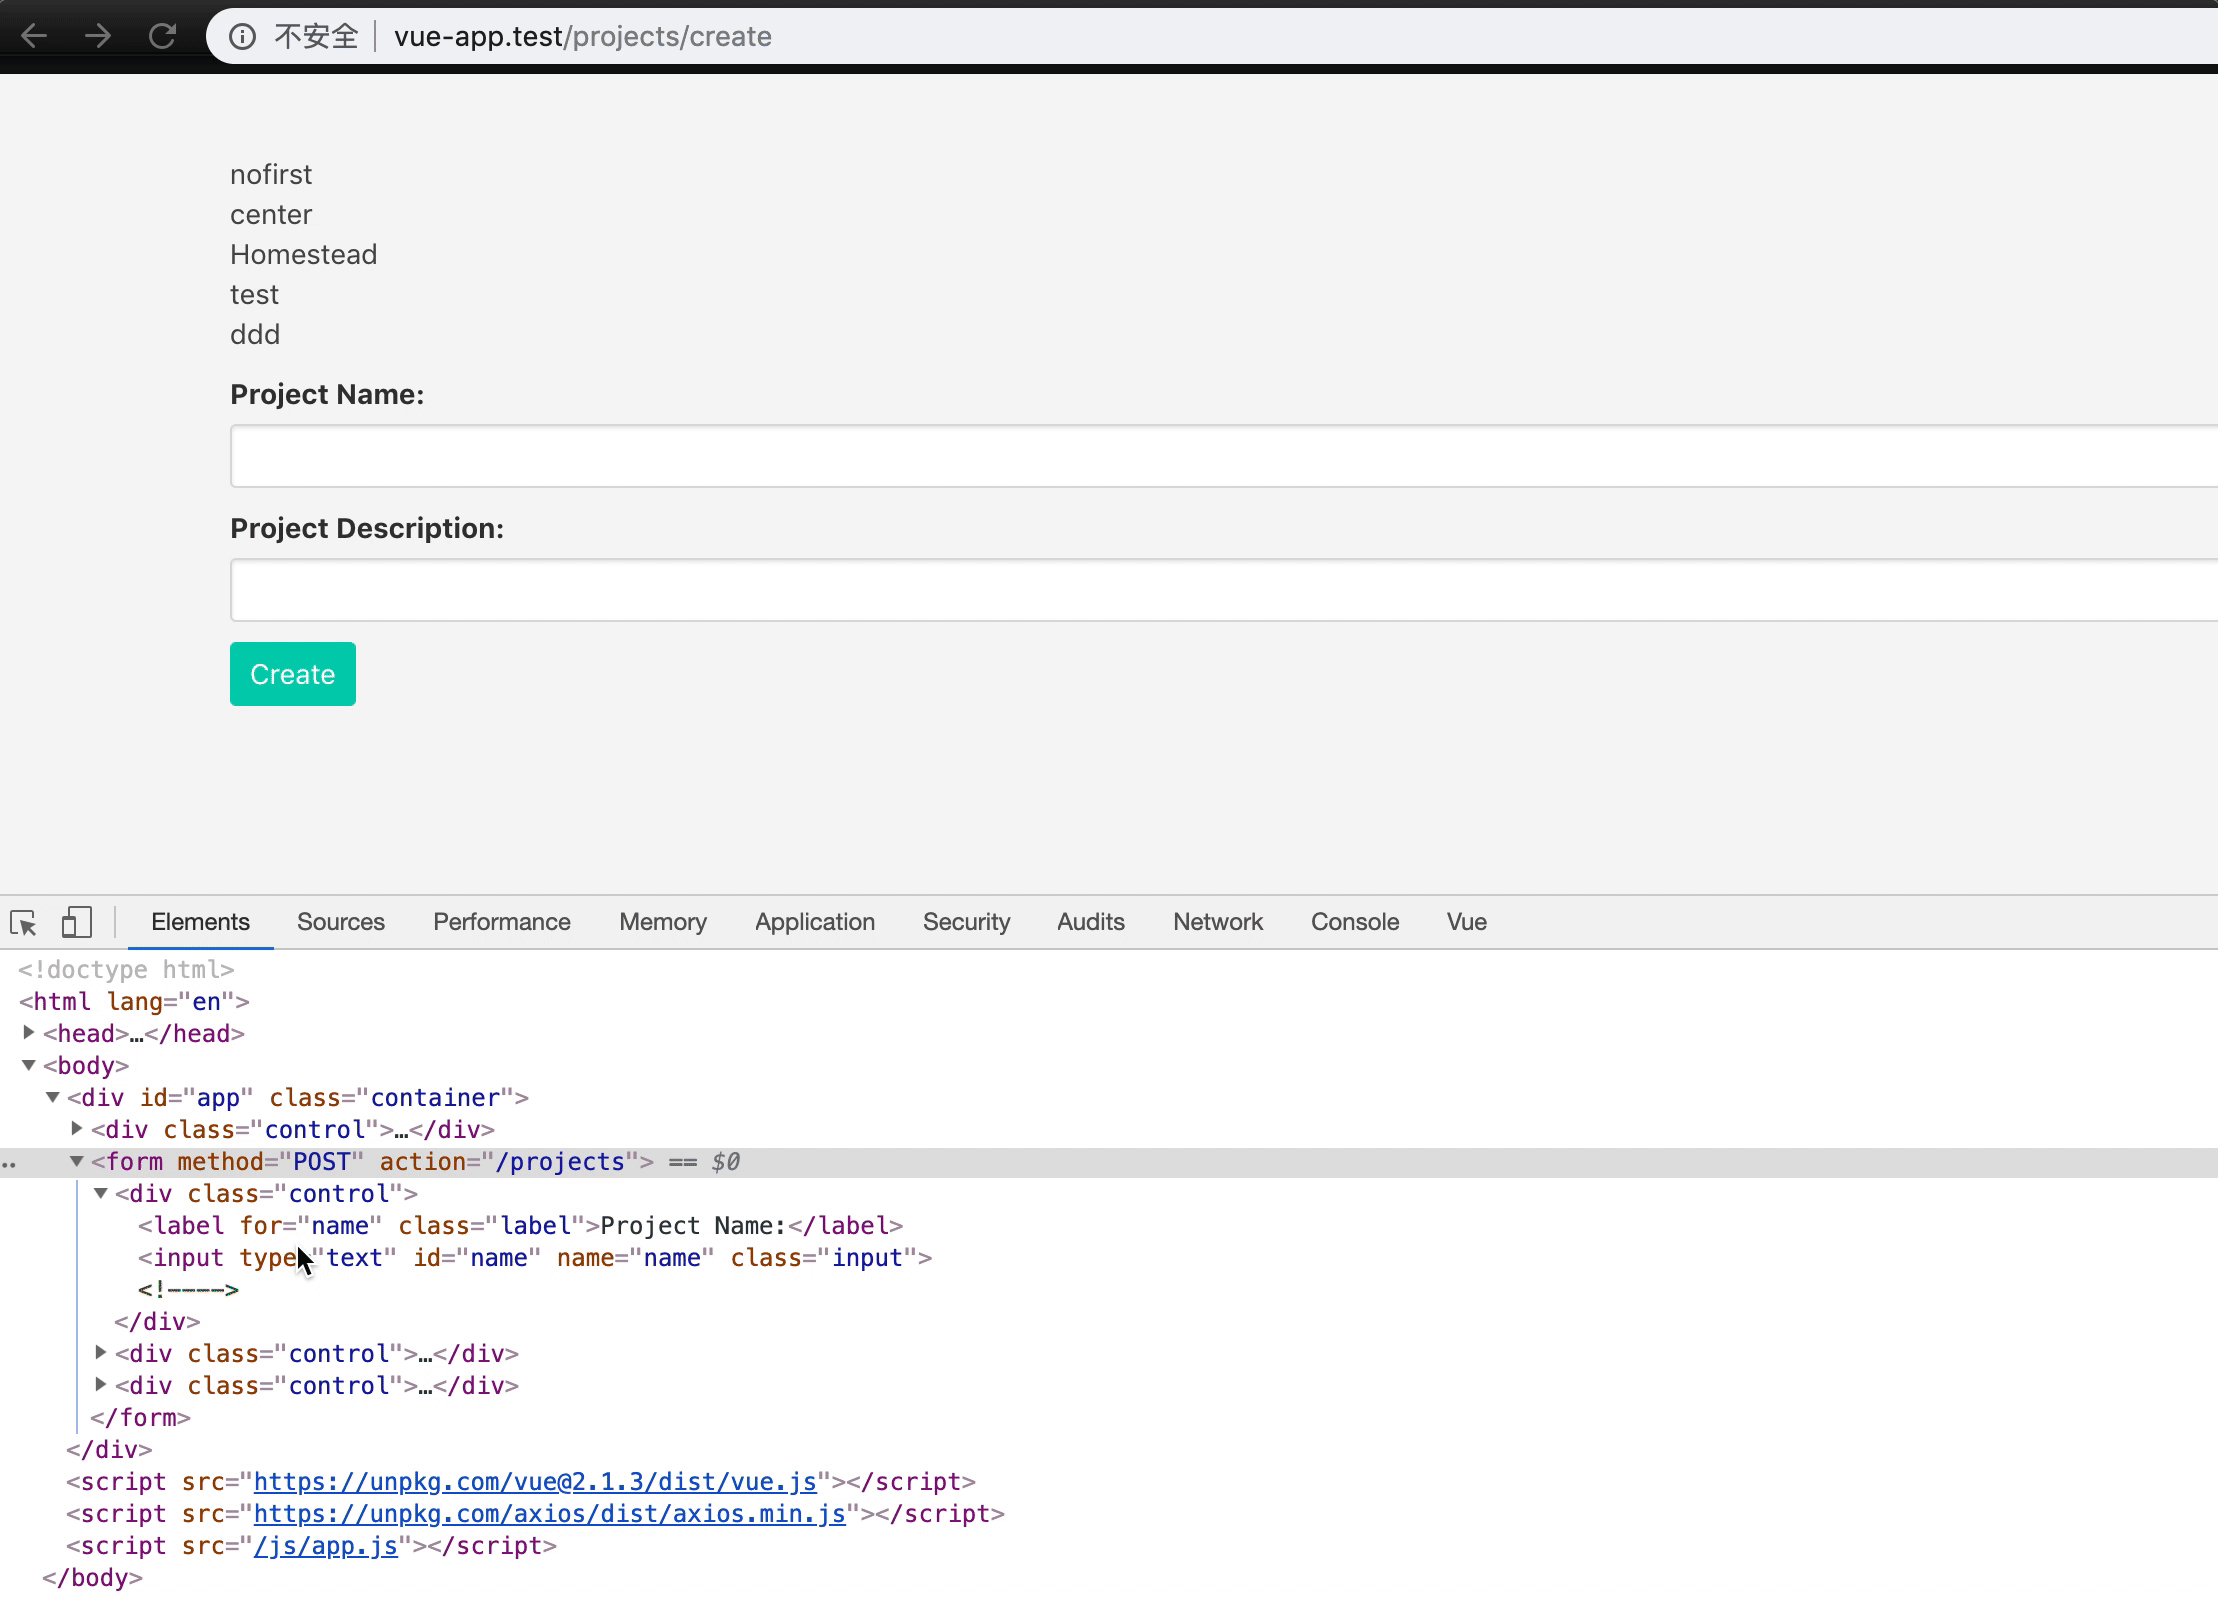 不安全 vue-app.test/projects/create
nofirst
center
Homestead
test
ddd
Project Name:
Project Description:
Create
Elements Sources Performance Memory Application Security Audits Network Console Vue
<!doctype html>
<html lang="en">
<head>…</head>
<body>
<div id="app" class="container">
<div class="control">…</div>
<form method="POST" action="/projects"> == $0
<div class="control">
<label for="name" class="label">Project Name:</label>
<input type="text" id="name" name="name" class="input">
<!---->
</div>
<div class="control">…</div>
<div class="control">…</div>
</form>
</div>
<script src="https://unpkg.com/vue@2.1.3/dist/vue.js"></script>
<script src="https://unpkg.com/axios/dist/axios.min.js"></script>
<script src="/js/app.js"></script>
</body>